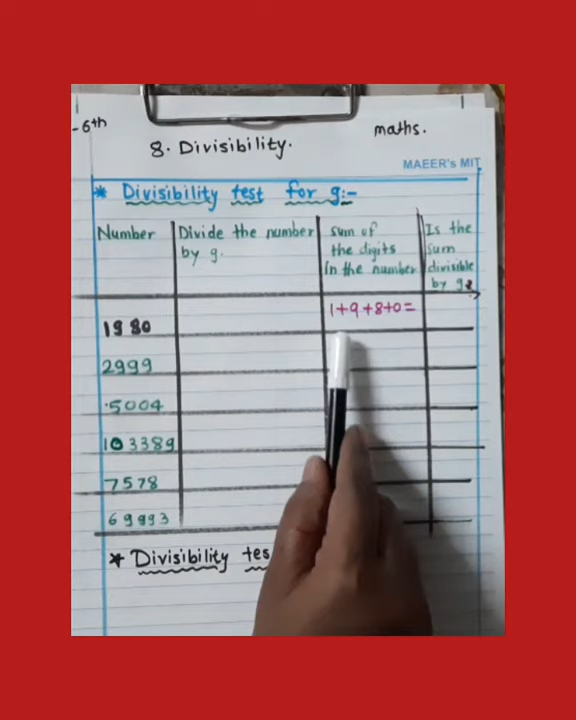 -6th
maths.
8. Divisibility.
MAEER's MIT
* Divisibility test for 9:-
Number
Divide the number by 9.
Sum of the digits in the number
Is the sum divisible by 9?
1980
1+9+8+0=
2999
5004
103389
7578
69993
* Divisibility tes